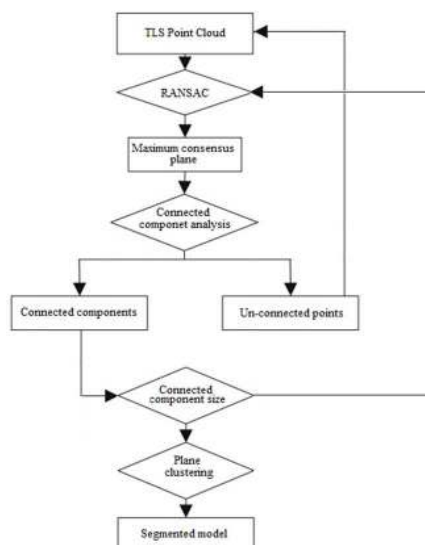 TLS Point Cloud
RANSAC
Maximum consensus
plane
Connected
componet analysis
Connected components
Un-connected points
Connected
component size
Plane
clustering
Segmented model